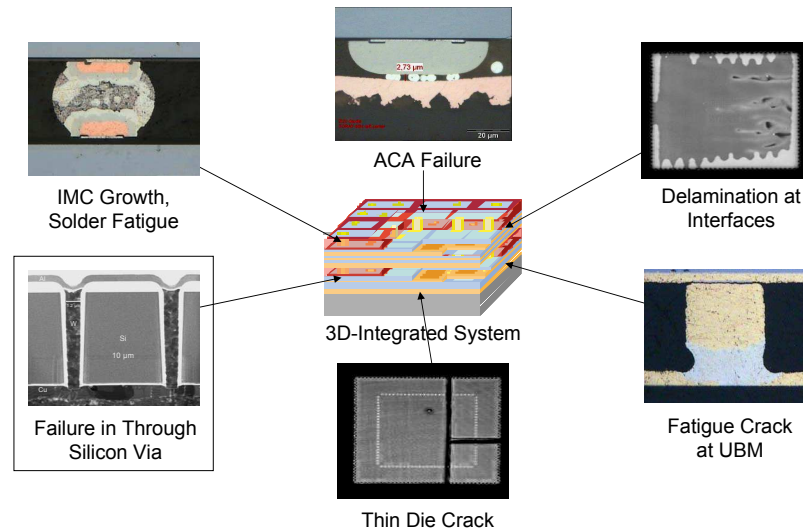 2,73 µm
20 µm
ACA Failure
IMC Growth,
Solder Fatigue
Delamination at
Interfaces
Al
W
Si
10 µm
Cu
3D-Integrated System
Failure in Through
Silicon Via
Fatigue Crack
at UBM
Thin Die Crack